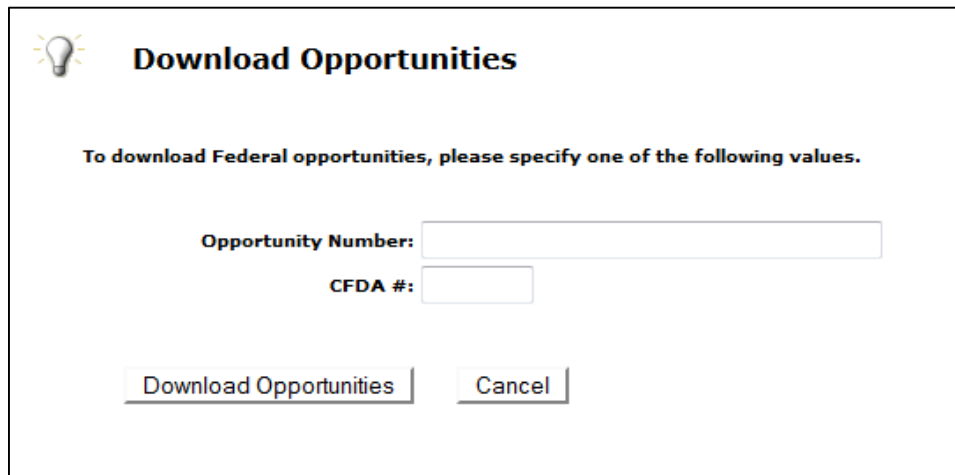 Download Opportunities
To download Federal opportunities, please specify one of the following values.
Opportunity Number:
CFDA #:
Download Opportunities Cancel